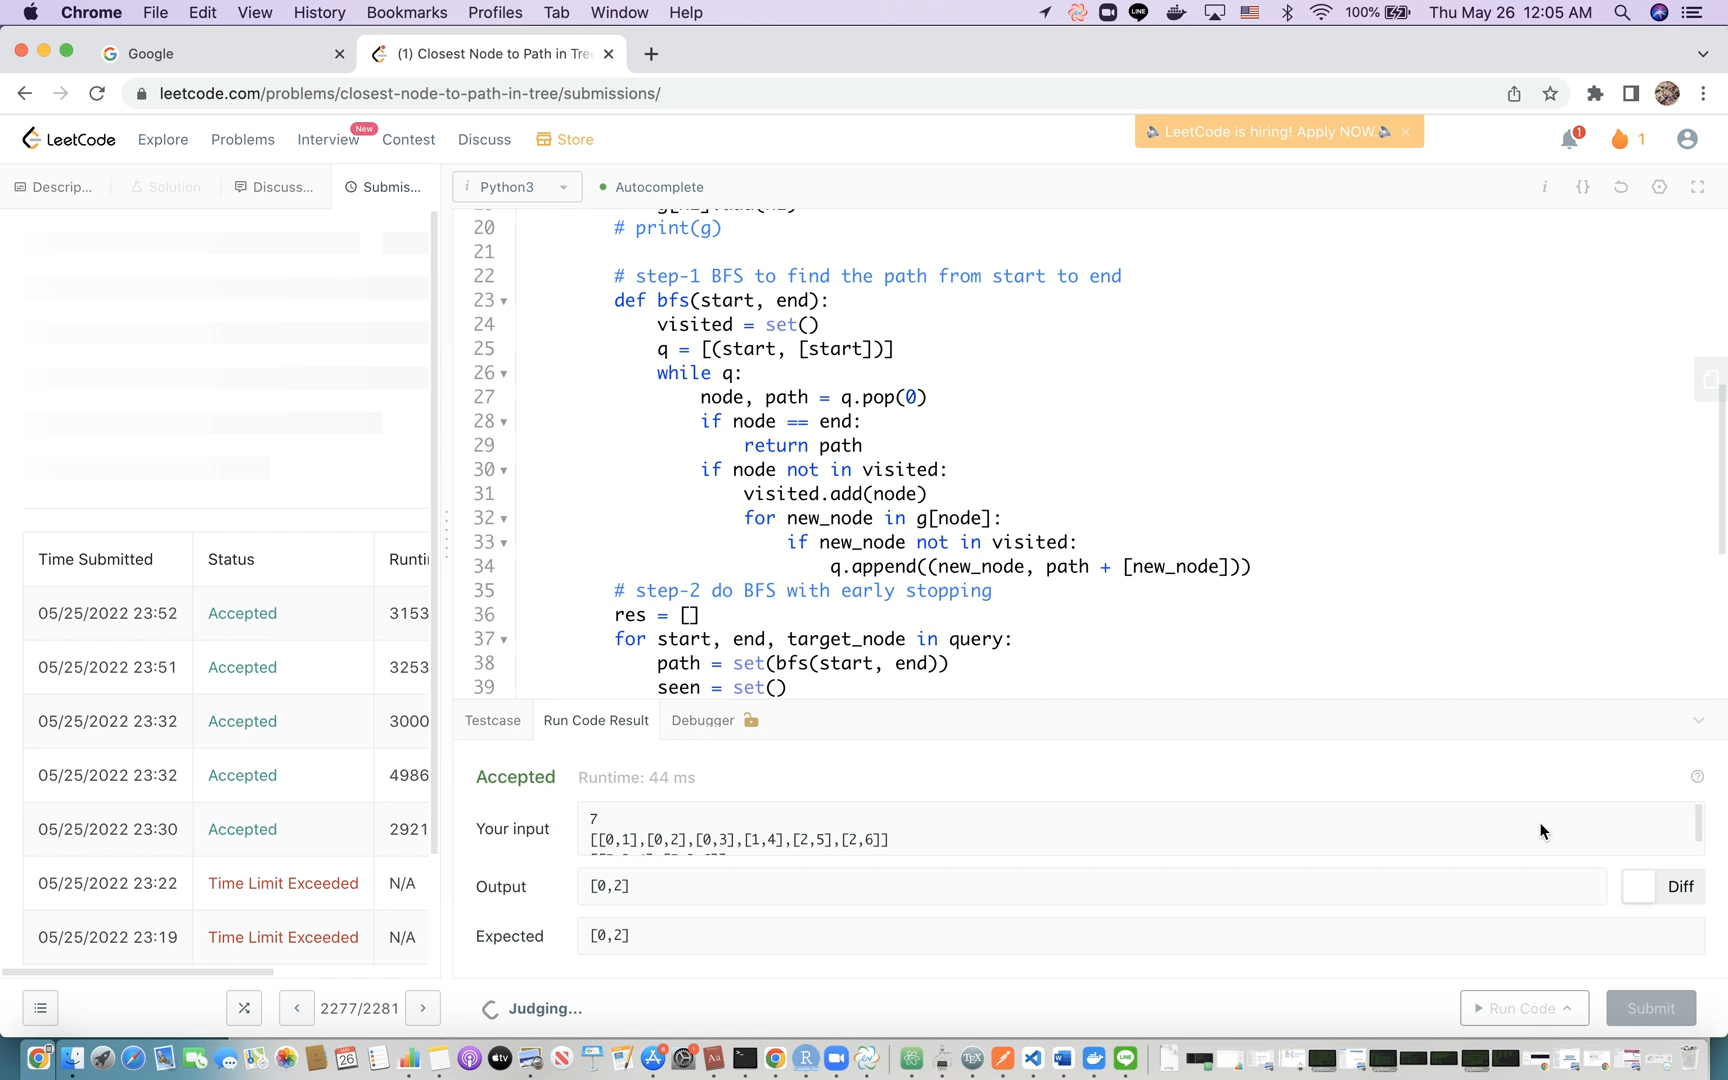 Chrome File Edit View History Bookmarks Profiles Tab Window Help LINE 100% Thu May 26 12:05 AM
Google (1) Closest Node to Path in Tre
leetcode.com/problems/closest-node-to-path-in-tree/submissions/
LeetCode Explore Problems Interview New Contest Discuss Store LeetCode is hiring! Apply NOW. × 1 1
Descrip... Solution Discuss... Submis... i Python3 Autocomplete i {}
20 # print(g)
21
22 # step-1 BFS to find the path from start to end
23 def bfs(start, end):
24 visited = set()
25 q = [(start, [start])]
26 while q:
27 node, path = q.pop(0)
28 if node == end:
29 return path
30 if node not in visited:
31 visited.add(node)
32 for new_node in g[node]:
33 if new_node not in visited:
34 q.append((new_node, path + [new_node]))
35 # step-2 do BFS with early stopping
36 res = []
37 for start, end, target_node in query:
38 path = set(bfs(start, end))
39 seen = set()
Time Submitted Status Runti
05/25/2022 23:52 Accepted 3153
05/25/2022 23:51 Accepted 3253
05/25/2022 23:32 Accepted 3000
05/25/2022 23:32 Accepted 4986
05/25/2022 23:30 Accepted 2921
05/25/2022 23:22 Time Limit Exceeded N/A
05/25/2022 23:19 Time Limit Exceeded N/A
Testcase Run Code Result Debugger
Accepted Runtime: 44 ms
Your input 7
[[0,1],[0,2],[0,3],[1,4],[2,5],[2,6]]
Output [0,2] Diff
Expected [0,2]
2277/2281 Judging... Run Code Submit